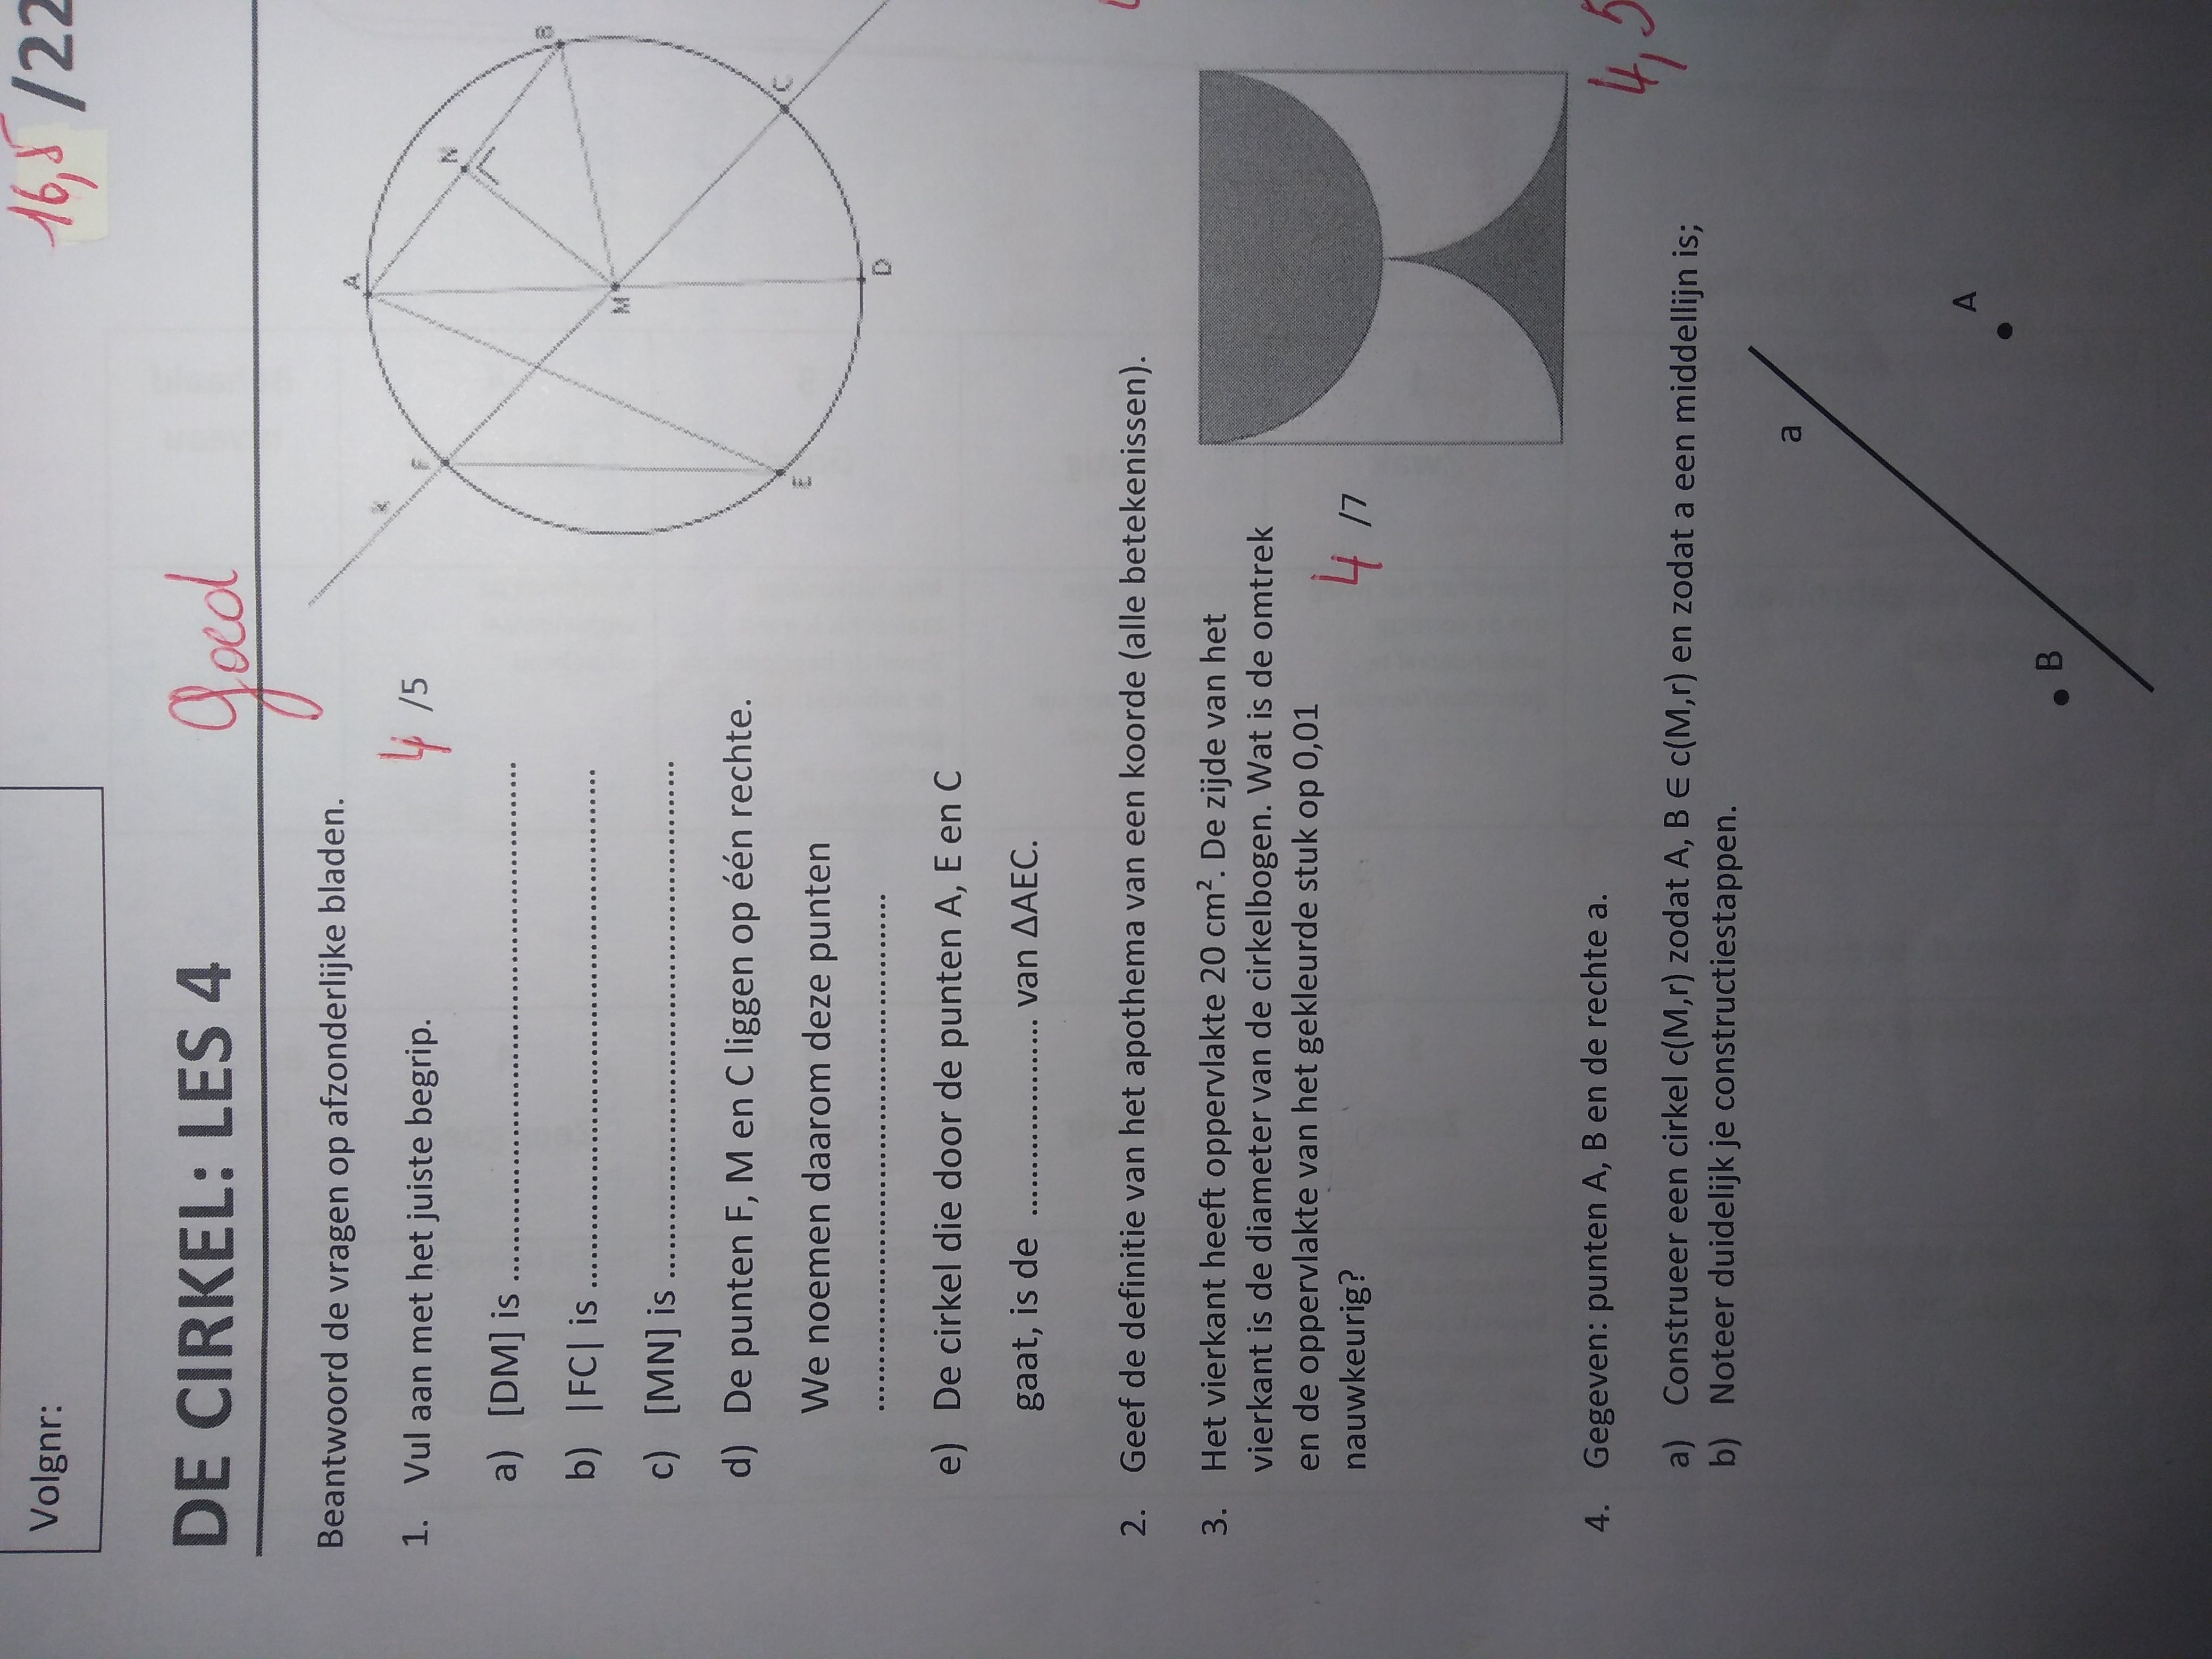 Volgnr:
16,5 /22
DE CIRKEL: LES 4
goed
Beantwoord de vragen op afzonderlijke bladen.
1. Vul aan met het juiste begrip. 4 /5
a) [DM] is ......................................................
b) |FC| is ......................................................
c) [MN] is ......................................................
d) De punten F, M en C liggen op één rechte.
We noemen daarom deze punten
......................................................
e) De cirkel die door de punten A, E en C
gaat, is de .................... van ΔAEC.
K
F
A
N
B
M
E
D
C
2. Geef de definitie van het apothema van een koorde (alle betekenissen).
3. Het vierkant heeft oppervlakte 20 cm². De zijde van het
vierkant is de diameter van de cirkelbogen. Wat is de omtrek
en de oppervlakte van het gekleurde stuk op 0,01
nauwkeurig? 4 /7
4. Gegeven: punten A, B en de rechte a.
4,5
a) Construeer een cirkel c(M,r) zodat A, B ∈ c(M,r) en zodat a een middellijn is;
b) Noteer duidelijk je constructiestappen.
a
A
B